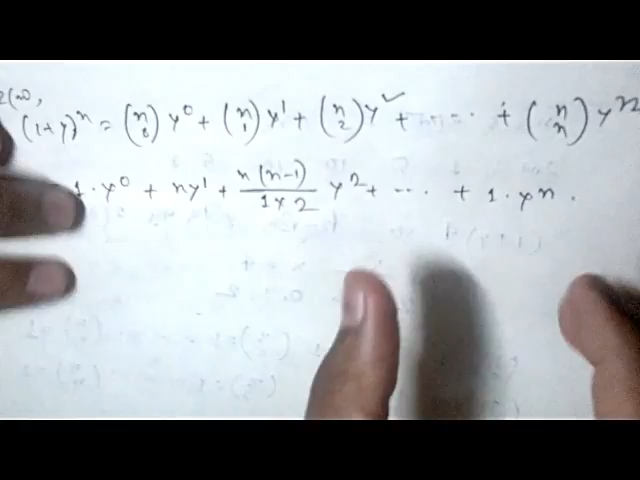 (1+y)^n = (n 0) y^0 + (n 1) y^1 + (n 2) y^2 + ... + (n n) y^n
1 · y^0 + ny^1 + n(n-1)/1×2 y^2 + ... + 1 · y^n .